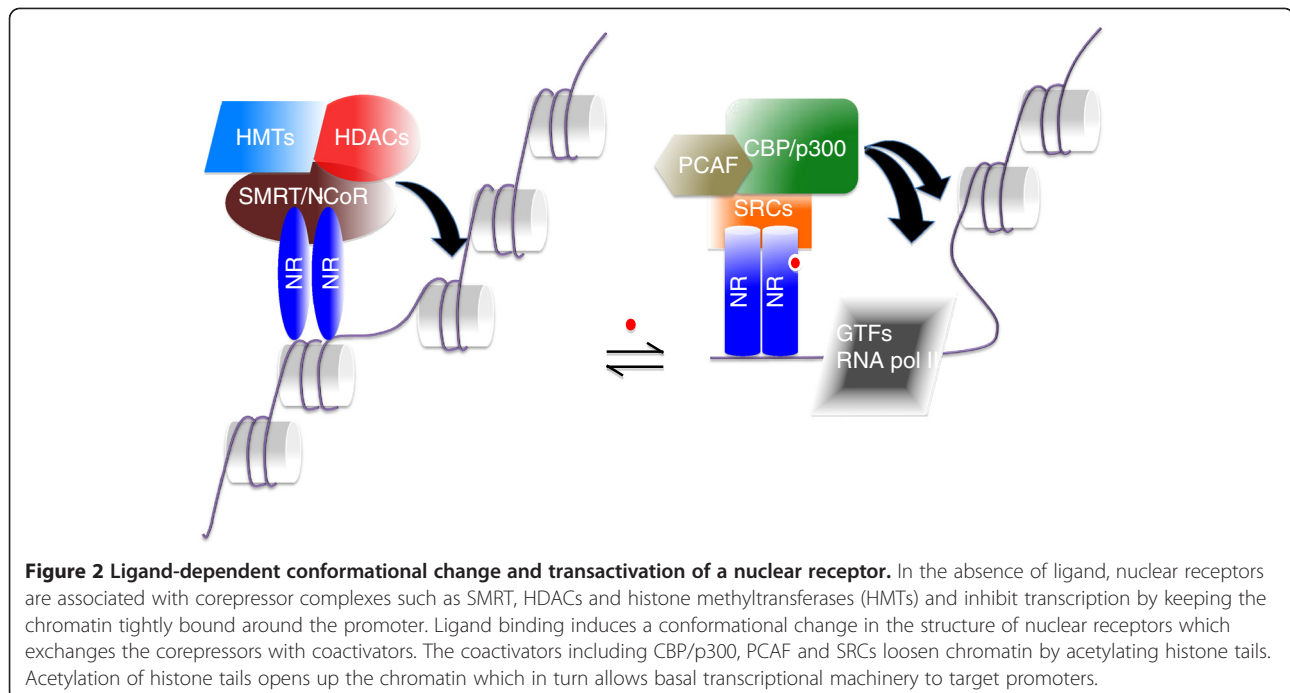 HMTs
HDACs
SMRT/NCoR
NR
NR
PCAF
CBP/p300
SRCs
NR
NR
GTFs
RNA pol II
Figure 2 Ligand-dependent conformational change and transactivation of a nuclear receptor. In the absence of ligand, nuclear receptors
are associated with corepressor complexes such as SMRT, HDACs and histone methyltransferases (HMTs) and inhibit transcription by keeping the
chromatin tightly bound around the promoter. Ligand binding induces a conformational change in the structure of nuclear receptors which
exchanges the corepressors with coactivators. The coactivators including CBP/p300, PCAF and SRCs loosen chromatin by acetylating histone tails.
Acetylation of histone tails opens up the chromatin which in turn allows basal transcriptional machinery to target promoters.